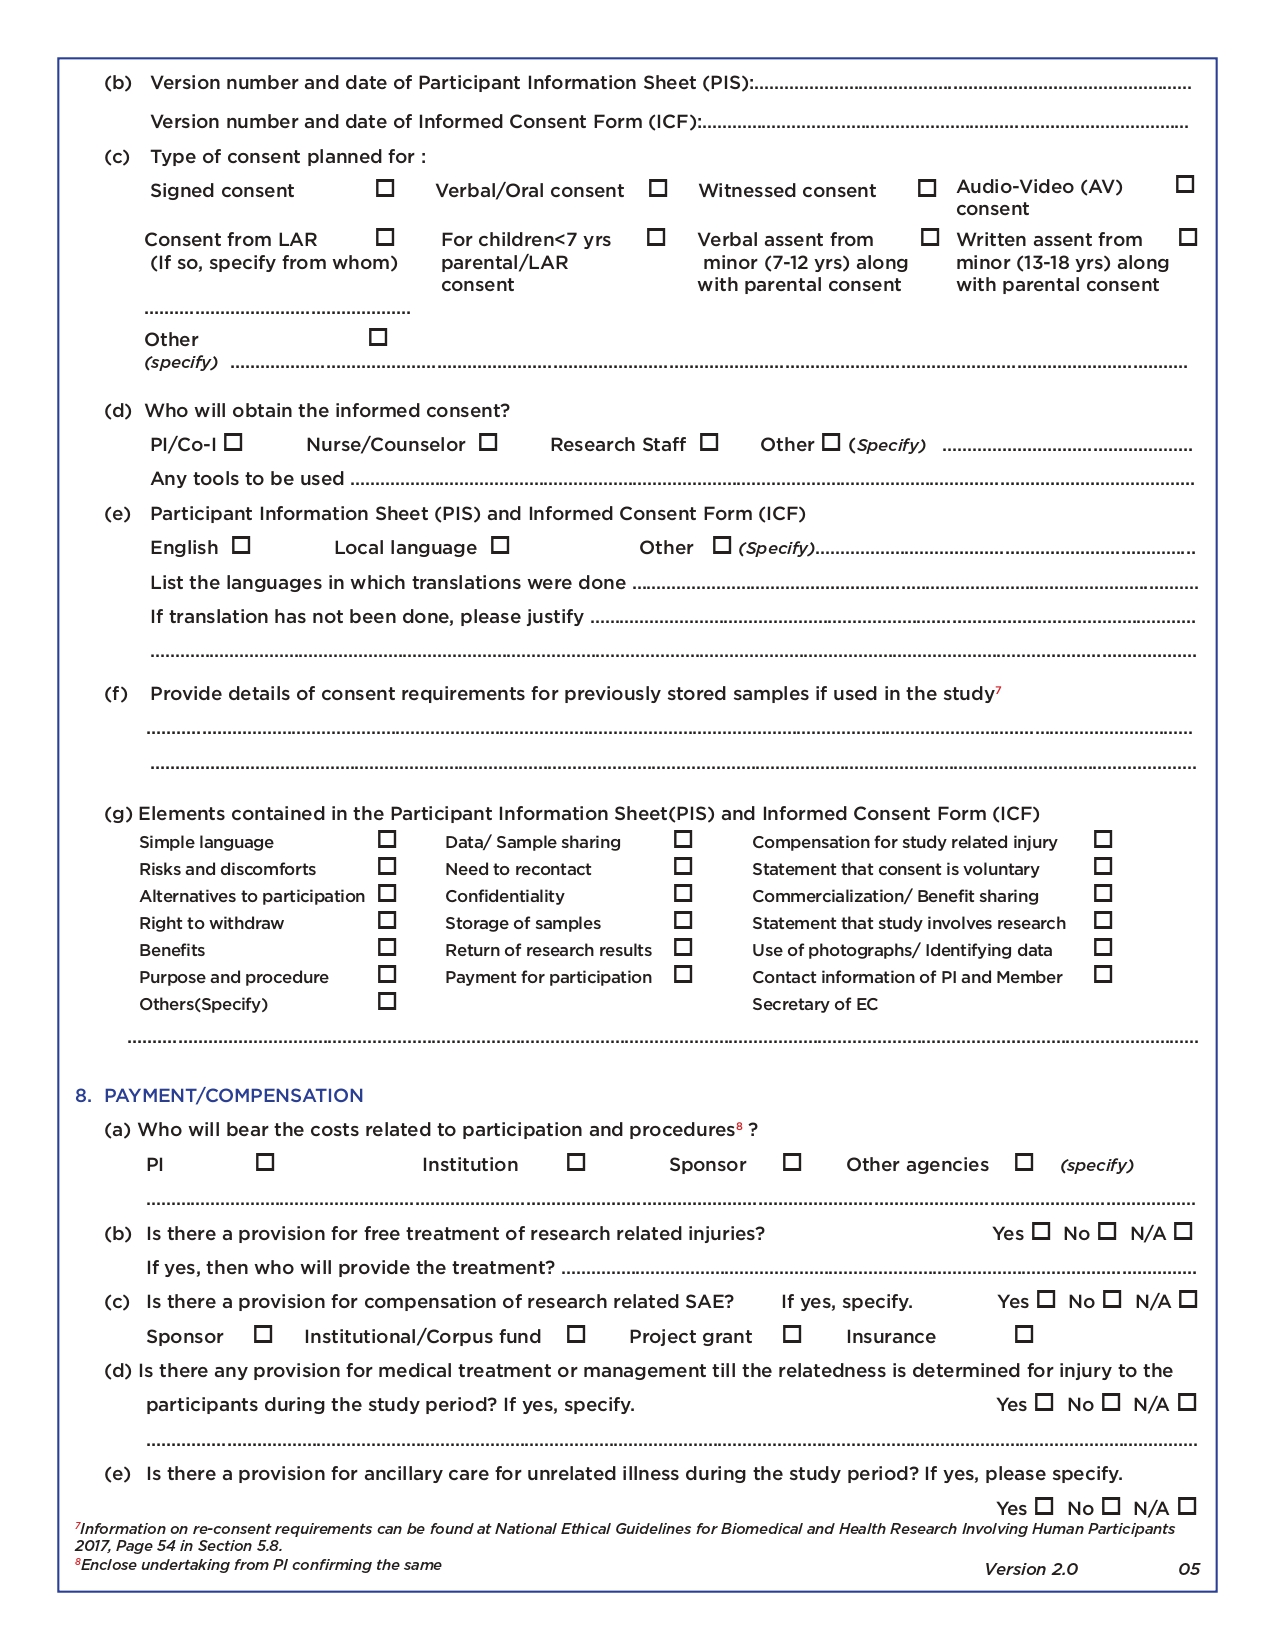 (b) Version number and date of Participant Information Sheet (PIS):..........................................................................................
Version number and date of Informed Consent Form (ICF):....................................................................................................
(c) Type of consent planned for :
Signed consent ☐ Verbal/Oral consent ☐ Witnessed consent ☐ Audio-Video (AV) ☐
consent
Consent from LAR ☐ For children<7 yrs ☐ Verbal assent from ☐ Written assent from ☐
(If so, specify from whom) parental/LAR minor (7-12 yrs) along minor (13-18 yrs) along
consent with parental consent with parental consent
.....................................................
Other ☐
(specify) ..........................................................................................
(d) Who will obtain the informed consent?
PI/Co-I ☐ Nurse/Counselor ☐ Research Staff ☐ Other ☐ (Specify) ..................................................
Any tools to be used ..........................................................................................
(e) Participant Information Sheet (PIS) and Informed Consent Form (ICF)
English ☐ Local language ☐ Other ☐ (Specify)..........................................................................
List the languages in which translations were done ..........................................................................................
If translation has not been done, please justify ..........................................................................................
..........................................................................................
(f) Provide details of consent requirements for previously stored samples if used in the study⁷
..........................................................................................
..........................................................................................
(g) Elements contained in the Participant Information Sheet(PIS) and Informed Consent Form (ICF)
Simple language ☐ Data/ Sample sharing ☐ Compensation for study related injury ☐
Risks and discomforts ☐ Need to recontact ☐ Statement that consent is voluntary ☐
Alternatives to participation ☐ Confidentiality ☐ Commercialization/ Benefit sharing ☐
Right to withdraw ☐ Storage of samples ☐ Statement that study involves research ☐
Benefits ☐ Return of research results ☐ Use of photographs/ Identifying data ☐
Purpose and procedure ☐ Payment for participation ☐ Contact information of PI and Member ☐
Others(Specify) ☐ Secretary of EC
..........................................................................................
8. PAYMENT/COMPENSATION
(a) Who will bear the costs related to participation and procedures⁸ ?
PI ☐ Institution ☐ Sponsor ☐ Other agencies ☐ (specify)
..........................................................................................
(b) Is there a provision for free treatment of research related injuries? Yes ☐ No ☐ N/A ☐
If yes, then who will provide the treatment? ..........................................................................................
(c) Is there a provision for compensation of research related SAE? If yes, specify. Yes ☐ No ☐ N/A ☐
Sponsor ☐ Institutional/Corpus fund ☐ Project grant ☐ Insurance ☐
(d) Is there any provision for medical treatment or management till the relatedness is determined for injury to the
participants during the study period? If yes, specify. Yes ☐ No ☐ N/A ☐
..........................................................................................
(e) Is there a provision for ancillary care for unrelated illness during the study period? If yes, please specify.
Yes ☐ No ☐ N/A ☐
⁷Information on re-consent requirements can be found at National Ethical Guidelines for Biomedical and Health Research Involving Human Participants
2017, Page 54 in Section 5.8.
⁸Enclose undertaking from PI confirming the same
Version 2.0 05